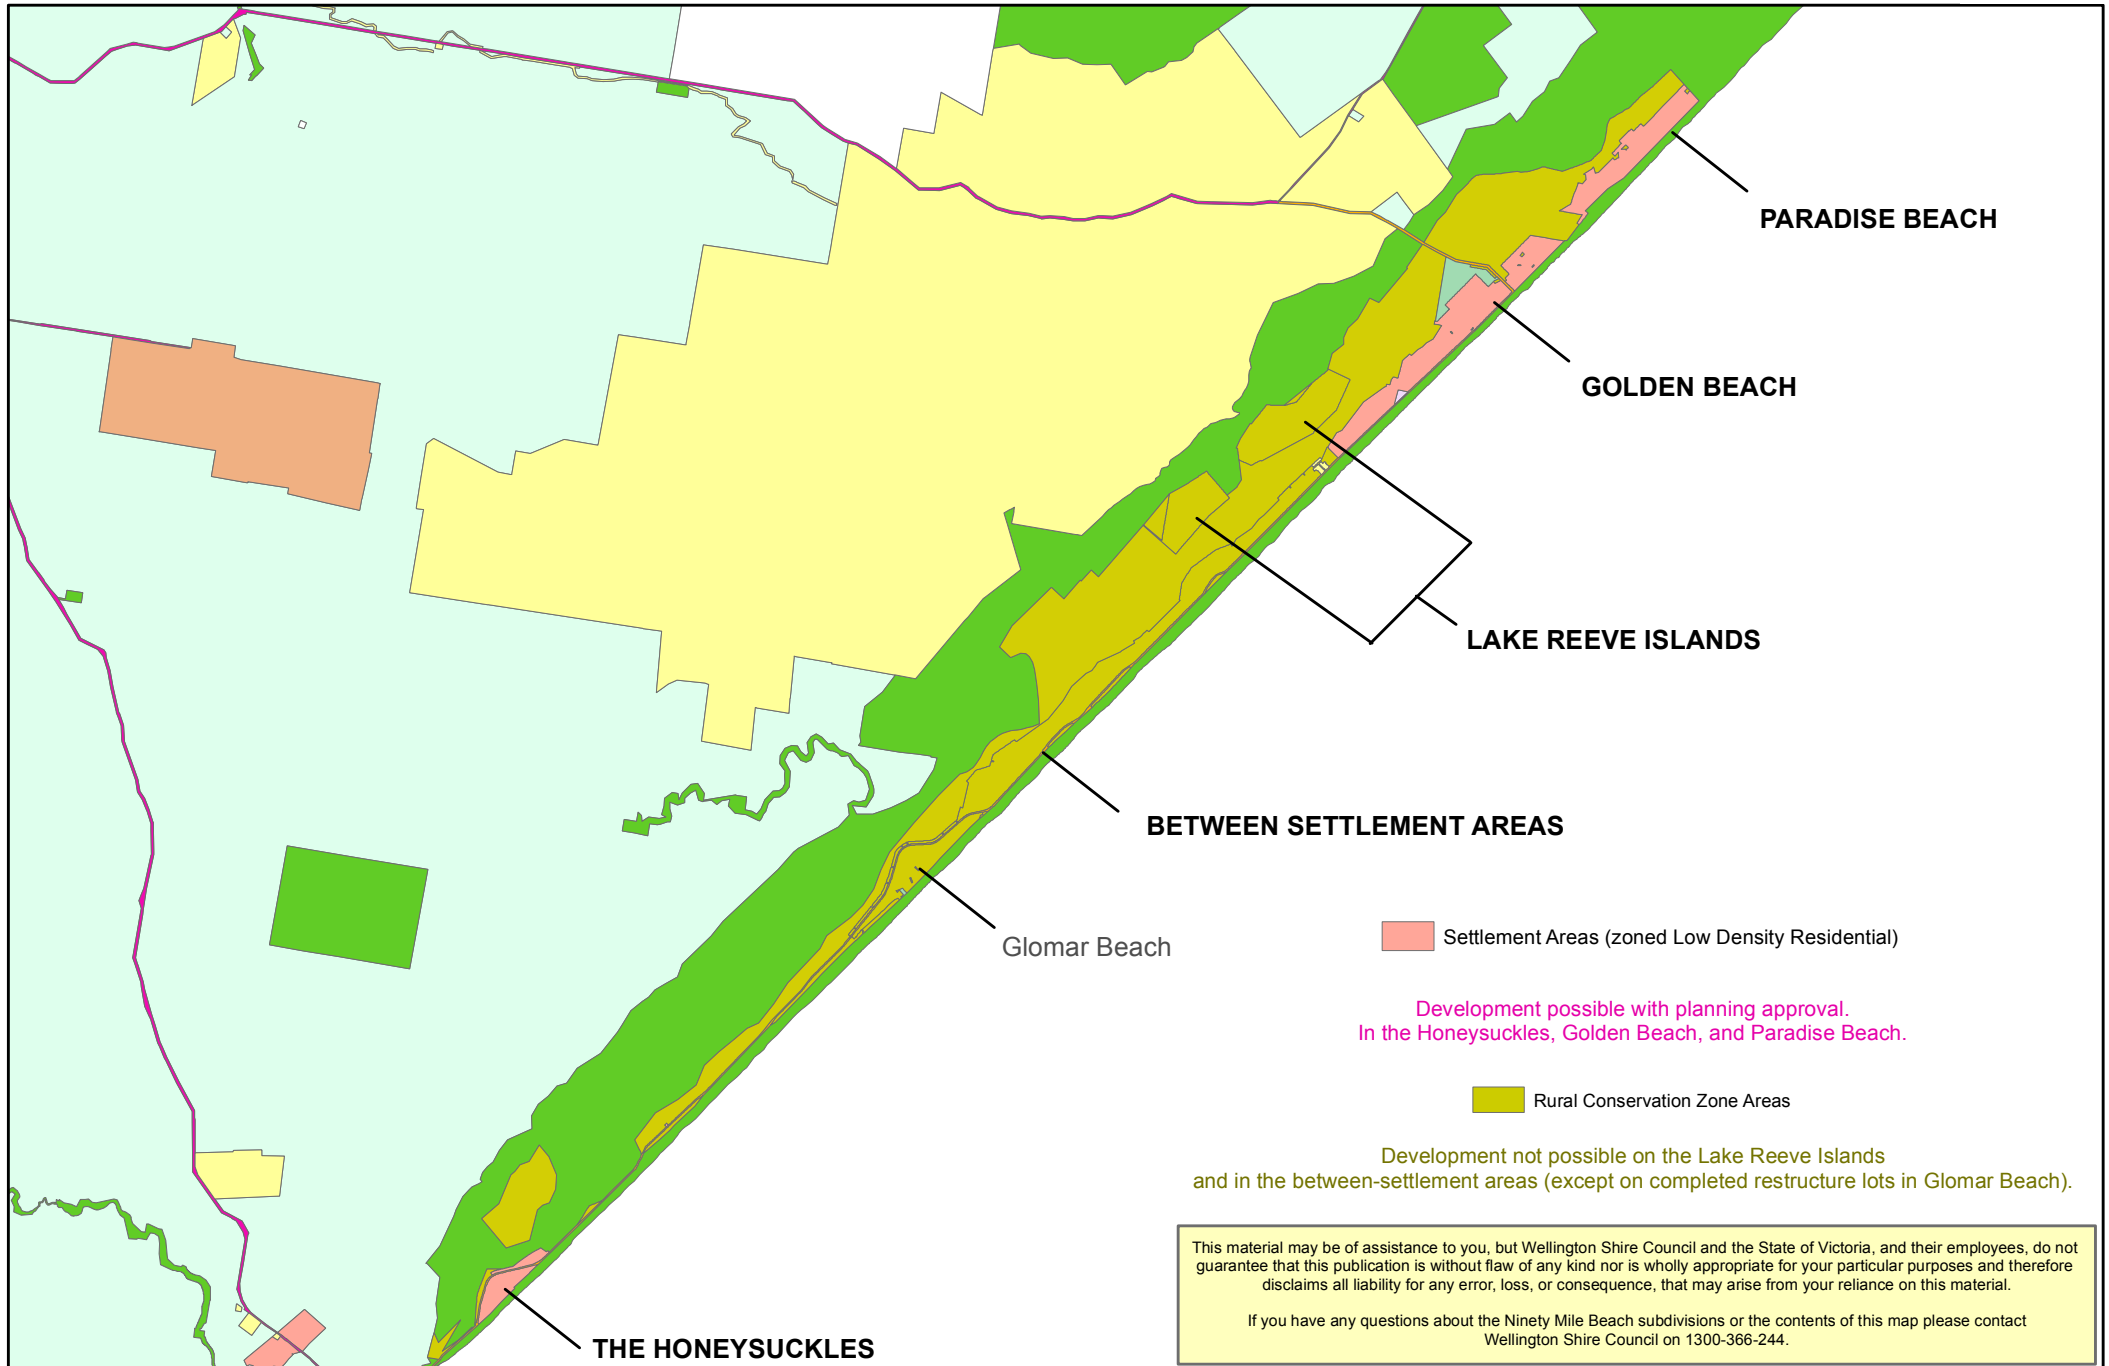 PARADISE BEACH
GOLDEN BEACH
LAKE REEVE ISLANDS
BETWEEN SETTLEMENT AREAS
Glomar Beach
THE HONEYSUCKLES
Settlement Areas (zoned Low Density Residential)
Development possible with planning approval.
In the Honeysuckles, Golden Beach, and Paradise Beach.
Rural Conservation Zone Areas
Development not possible on the Lake Reeve Islands
and in the between-settlement areas (except on completed restructure lots in Glomar Beach).
This material may be of assistance to you, but Wellington Shire Council and the State of Victoria, and their employees, do not
guarantee that this publication is without flaw of any kind nor is wholly appropriate for your particular purposes and therefore
disclaims all liability for any error, loss, or consequence, that may arise from your reliance on this material.
If you have any questions about the Ninety Mile Beach subdivisions or the contents of this map please contact
Wellington Shire Council on 1300-366-244.